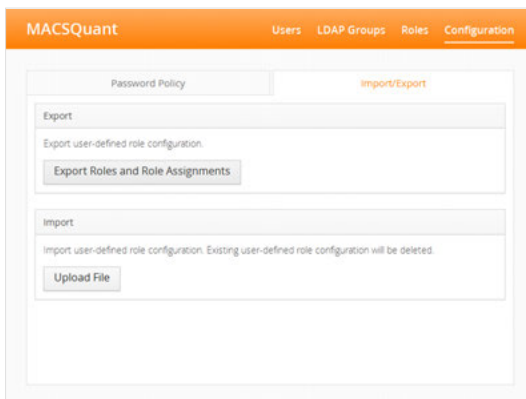 MACSQuant Users LDAP Groups Roles Configuration
Password Policy Import/Export
Export
Export user-defined role configuration.
Export Roles and Role Assignments
Import
Import user-defined role configuration. Existing user-defined role configuration will be deleted.
Upload File